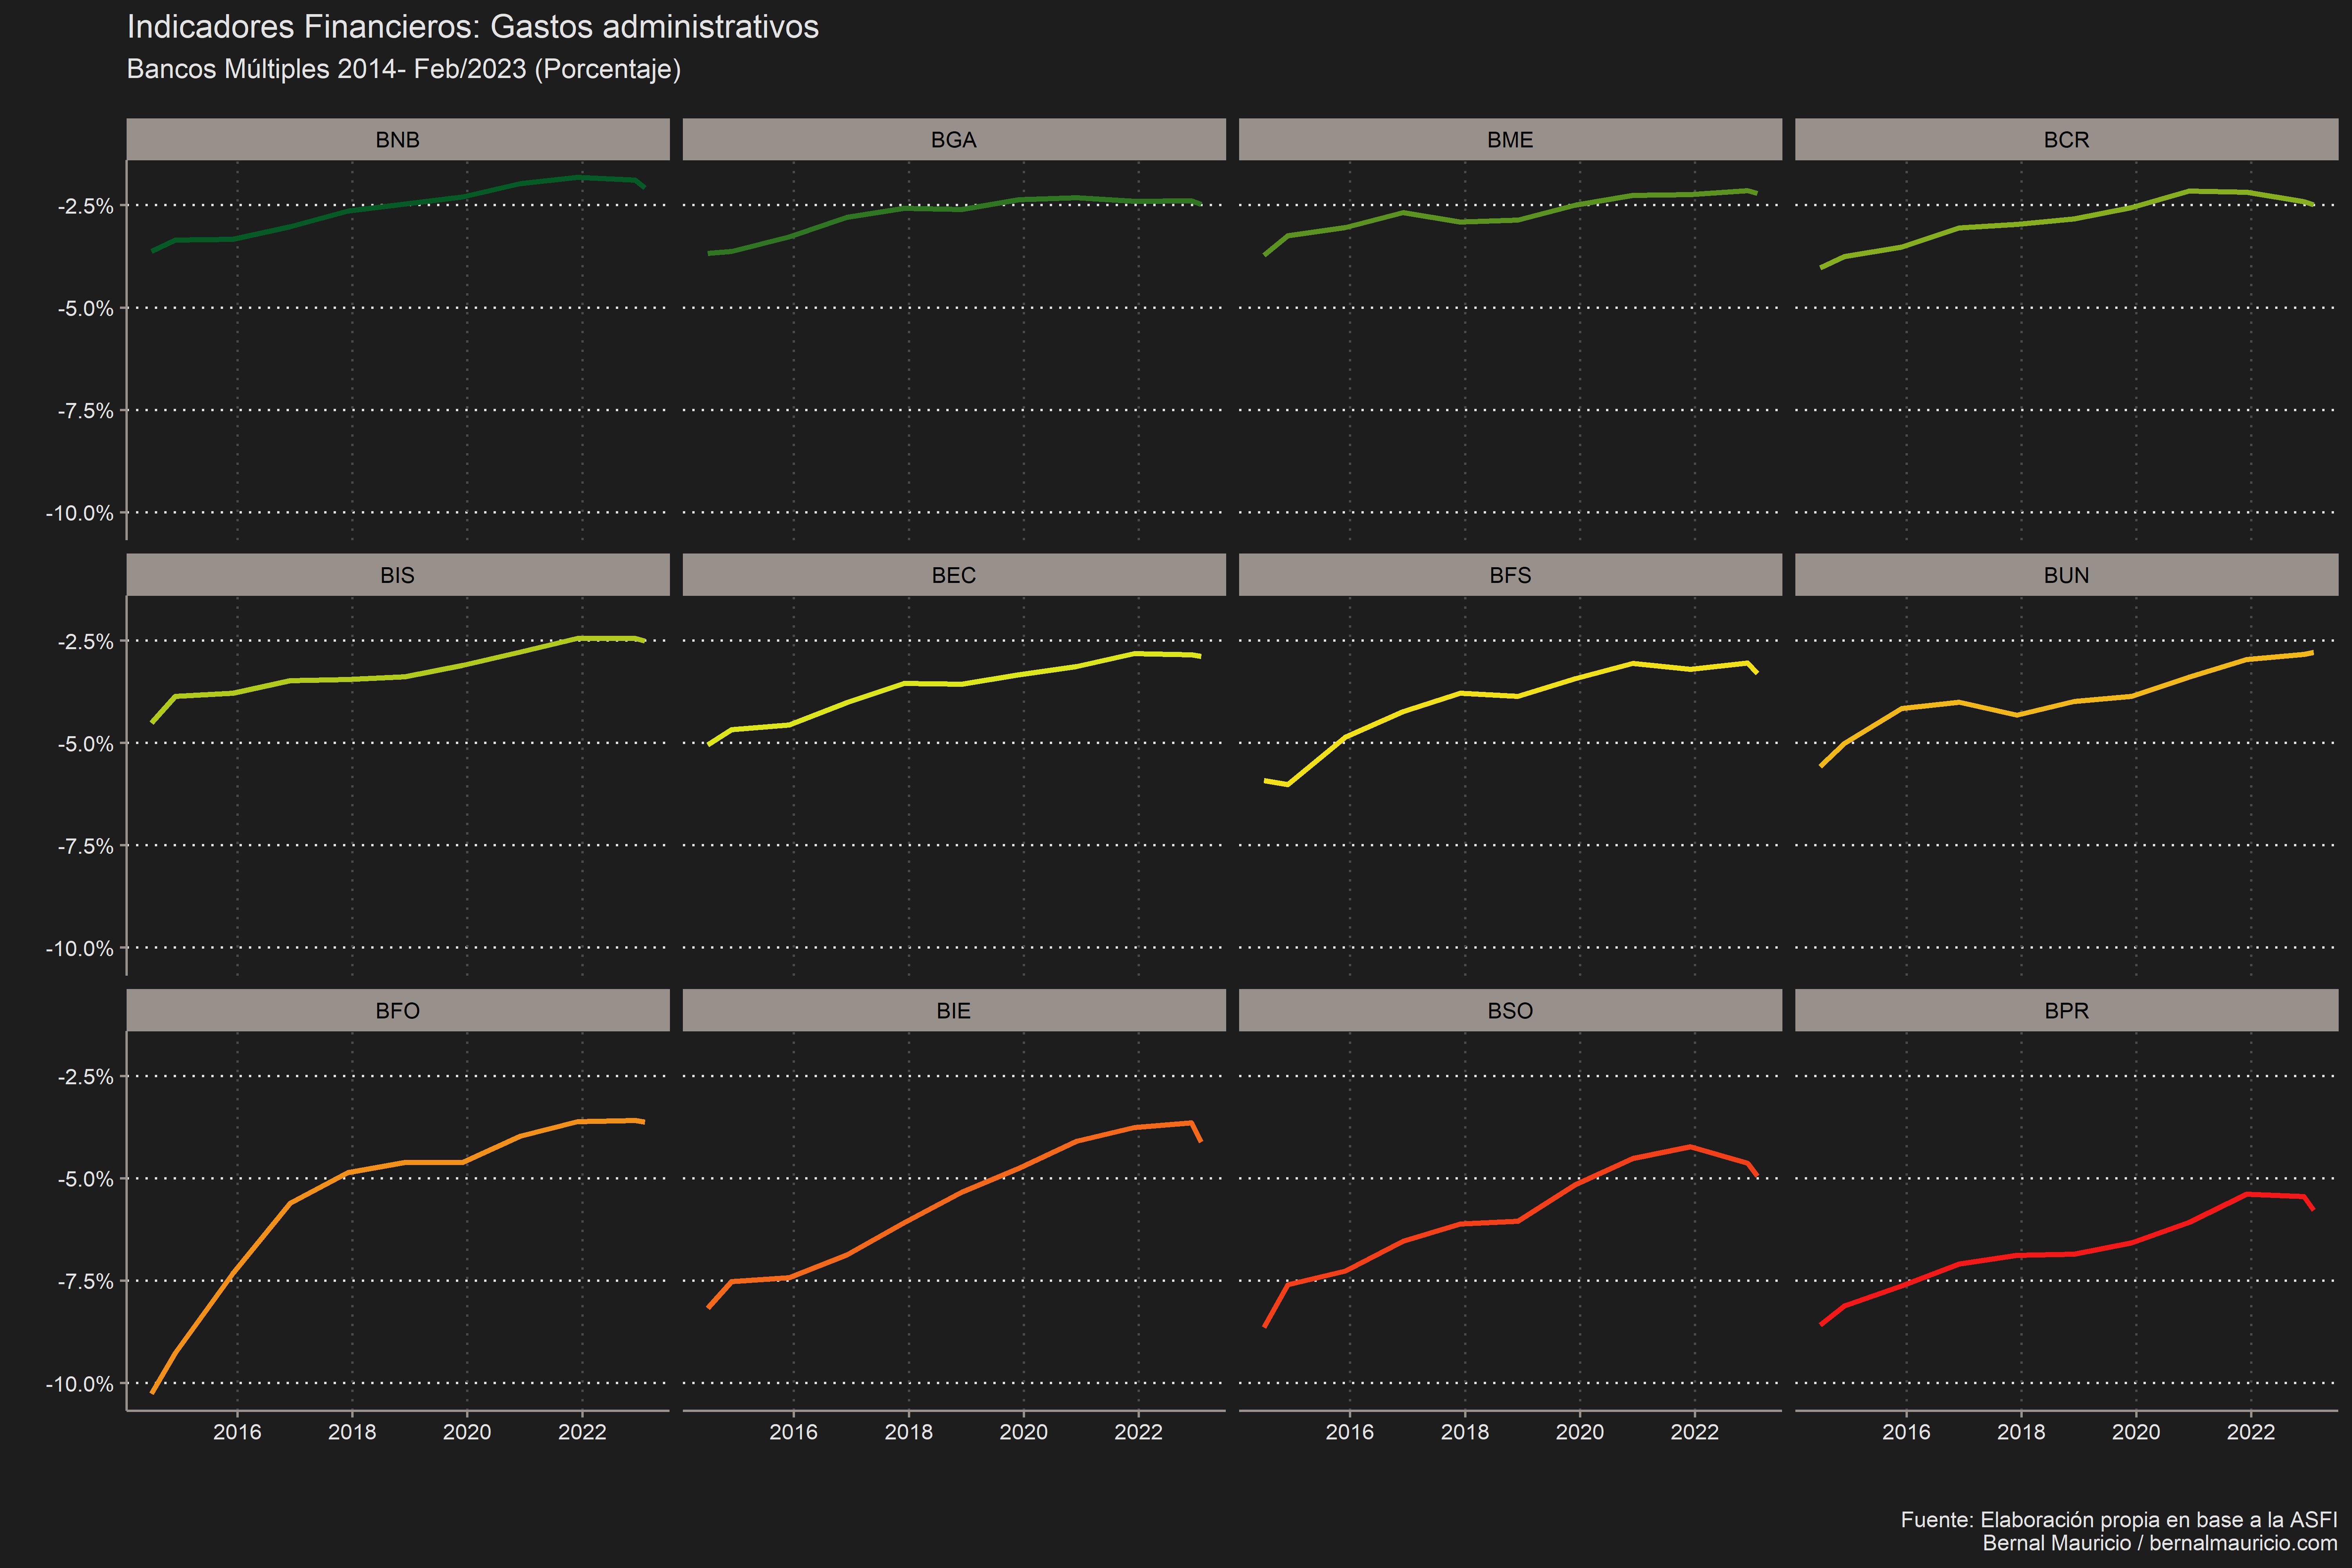 Indicadores Financieros: Gastos administrativos
Bancos Múltiples 2014- Feb/2023 (Porcentaje)
BNB BGA BME BCR
-2.5%
-5.0%
-7.5%
-10.0%
BIS BEC BFS BUN
-2.5%
-5.0%
-7.5%
-10.0%
BFO BIE BSO BPR
-2.5%
-5.0%
-7.5%
-10.0%
2016 2018 2020 2022 2016 2018 2020 2022 2016 2018 2020 2022 2016 2018 2020 2022
Fuente: Elaboración propia en base a la ASFI
Bernal Mauricio / bernalmauricio.com